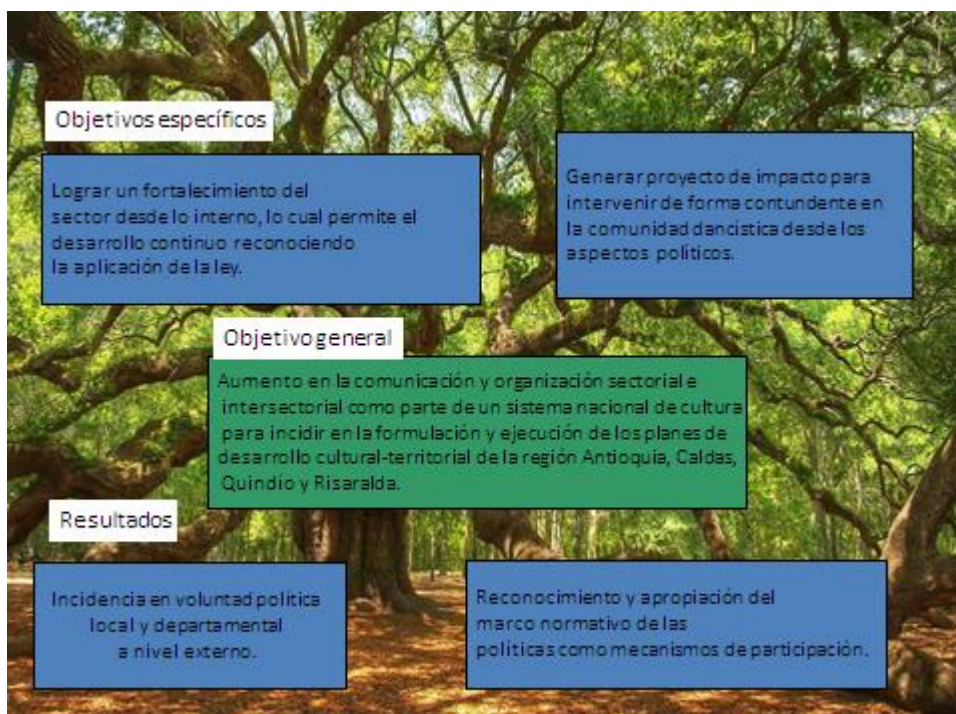 Objetivos específicos
Lograr un fortalecimiento del
sector desde lo interno, lo cual permite el
desarrollo continuo reconociendo
la aplicación de la ley.
Generar proyecto de impacto para
intervenir de forma contundente en
la comunidad dancistica desde los
aspectos políticos.
Objetivo general
Aumento en la comunicación y organización sectorial e
intersectorial como parte de un sistema nacional de cultura
para incidir en la formulación y ejecución de los planes de
desarrollo cultural-territorial de la región Antioquia, Caldas,
Quindío y Risaralda.
Resultados
Incidencia en voluntad política
local y departamental
a nivel externo.
Reconocimiento y apropiación del
marco normativo de las
políticas como mecanismos de participación.